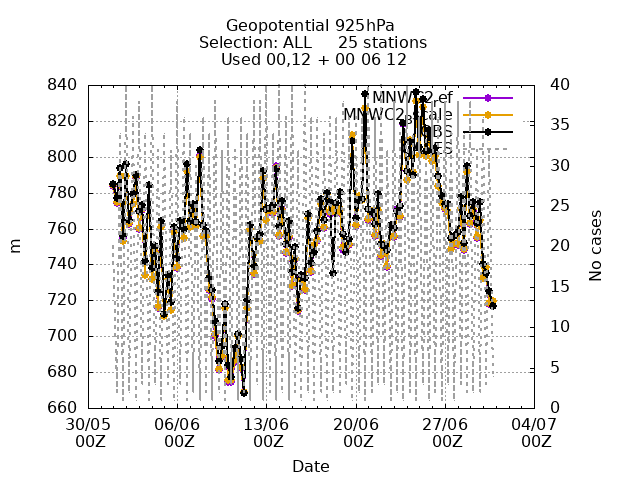 Geopotential 925hPa
Selection: ALL 25 stations
Used 00,12 + 00 06 12
840
820
800
780
760
740
720
700
680
660
m
40
35
30
25
20
15
10
5
0
No cases
MNWC2ref
OBS
30/05 06/06 13/06 20/06 27/06 04/07
00Z 00Z 00Z 00Z 00Z 00Z
Date